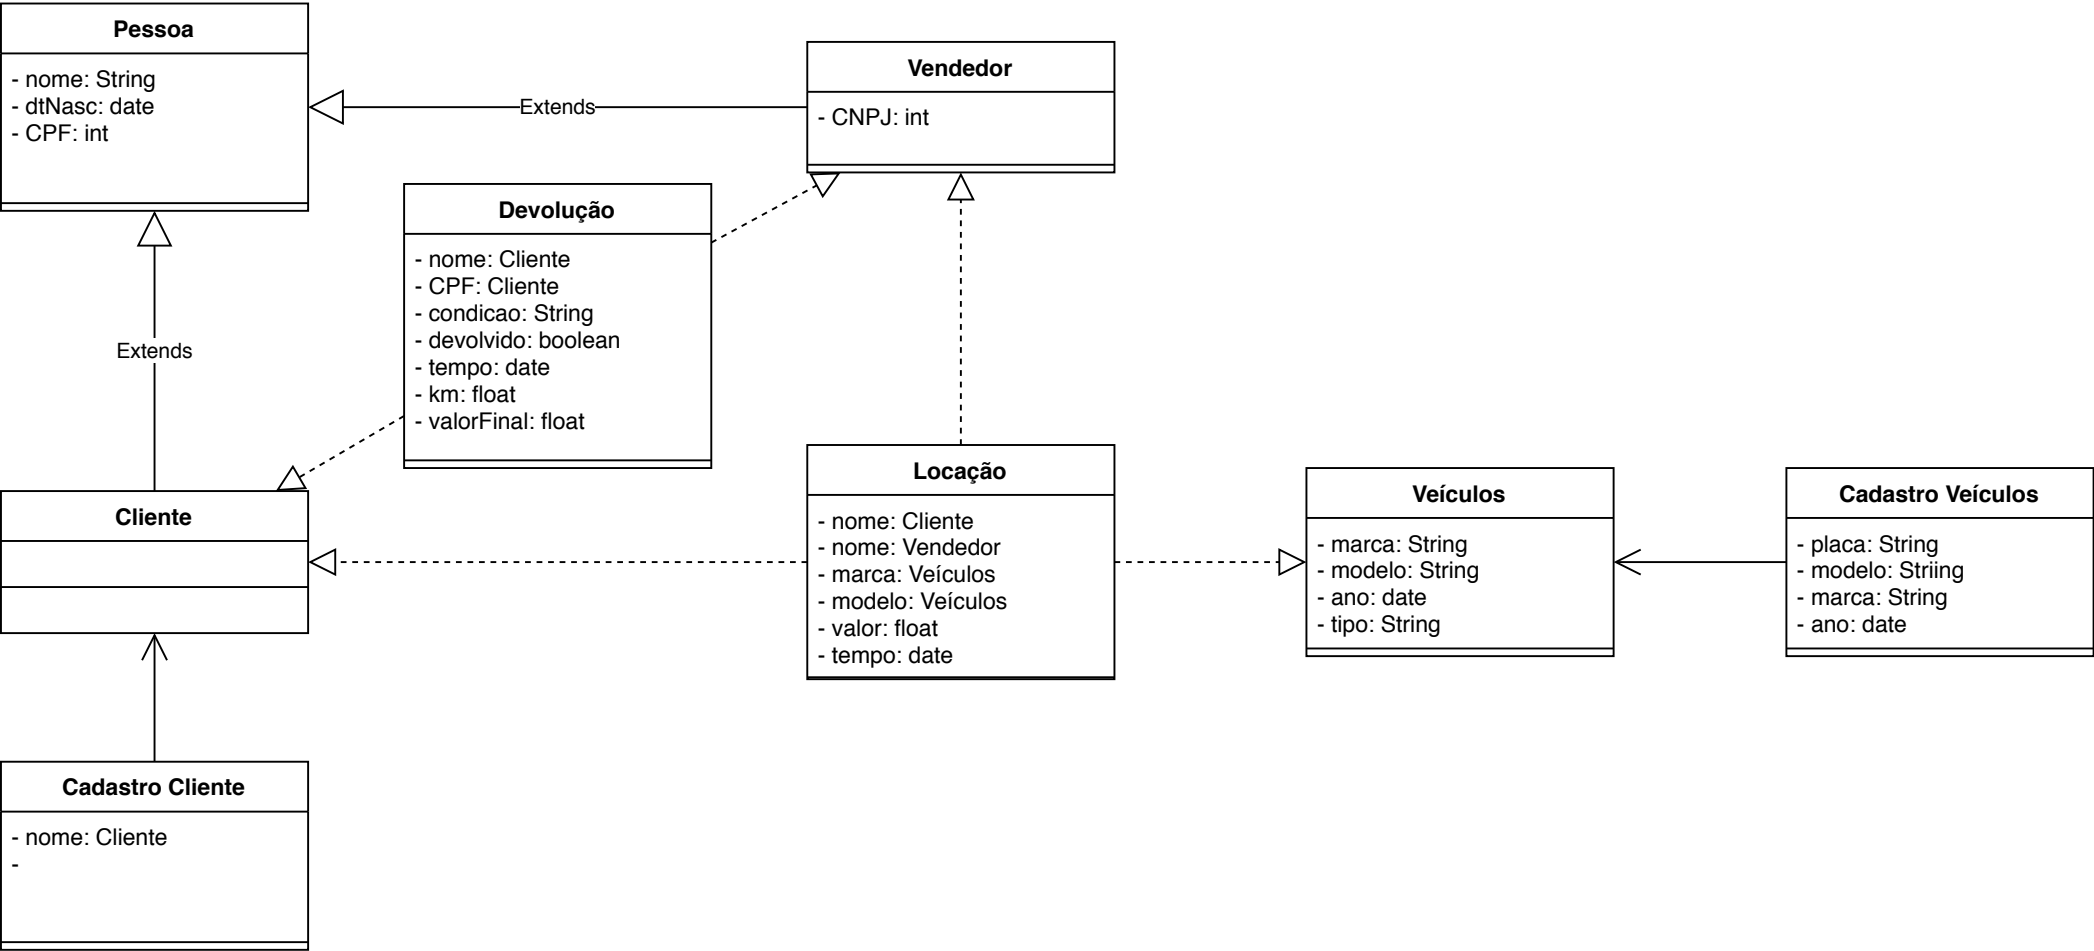 Pessoa
- nome: String
- dtNasc: date
- CPF: int
Extends
Vendedor
- CNPJ: int
Devolução
- nome: Cliente
- CPF: Cliente
- condicao: String
- devolvido: boolean
- tempo: date
- km: float
- valorFinal: float
Extends
Cliente
Locação
- nome: Cliente
- nome: Vendedor
- marca: Veículos
- modelo: Veículos
- valor: float
- tempo: date
Veículos
- marca: String
- modelo: String
- ano: date
- tipo: String
Cadastro Veículos
- placa: String
- modelo: Striing
- marca: String
- ano: date
Cadastro Cliente
- nome: Cliente
-